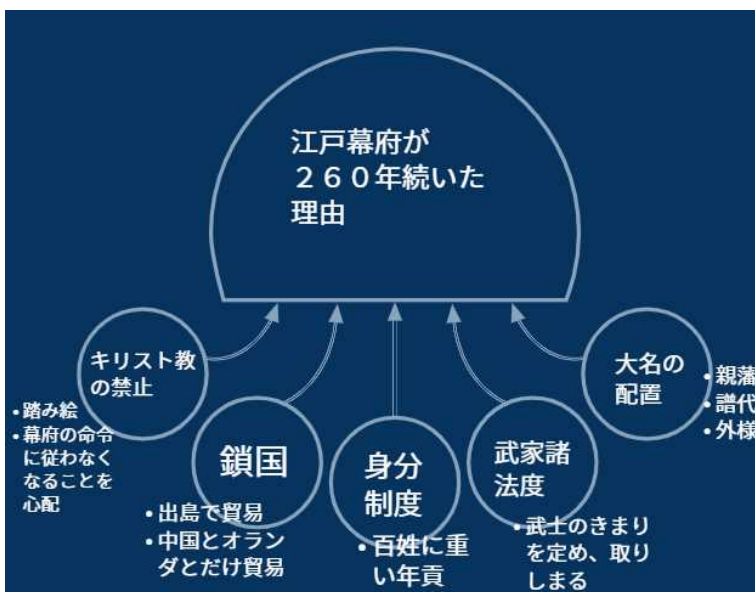 江戸幕府が
２６０年続いた
理由
キリスト教
の禁止
• 踏み絵
• 幕府の命令
に従わなく
なることを
心配
鎖国
• 出島で貿易
• 中国とオラン
ダとだけ貿易
身分
制度
• 百姓に重
い年貢
武家諸
法度
• 武士のきまり
を定め、取り
しまる
大名の
配置
• 親藩
• 譜代
• 外様